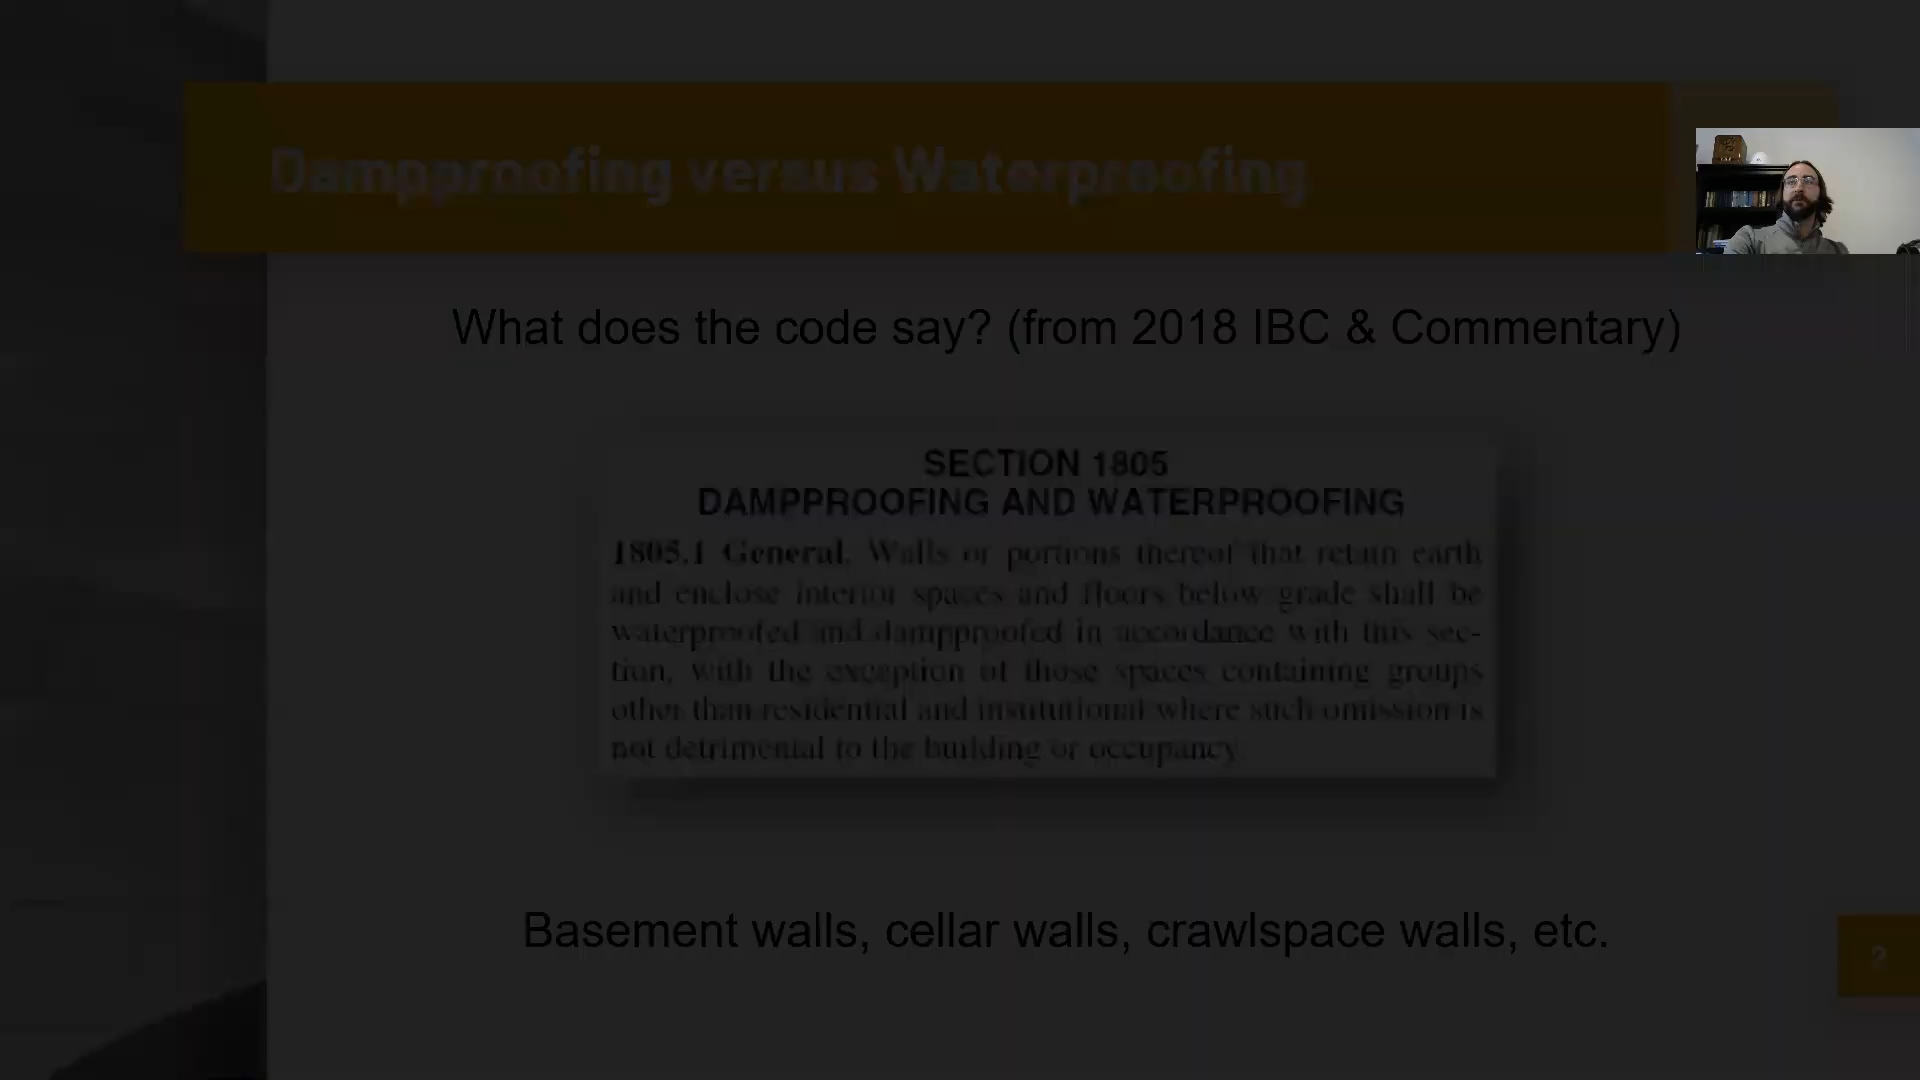 Dampproofing versus Waterproofing
What does the code say? (from 2018 IBC & Commentary)
SECTION 1805
DAMPPROOFING AND WATERPROOFING
1805.1 General. Walls or portions thereof that retain earth
and enclose interior spaces and floors below grade shall be
waterproofed and dampproofed in accordance with this sec-
tion, with the exception of those spaces containing groups
other than residential and institutional where such omission is
not detrimental to the building or occupancy.
Basement walls, cellar walls, crawlspace walls, etc.
2